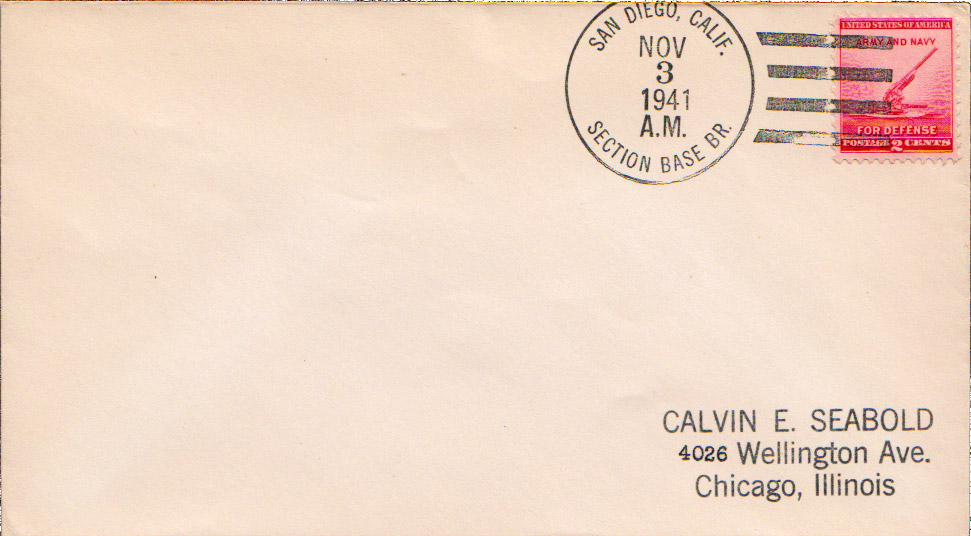 SAN DIEGO, CALIF.
NOV
3
1941
A.M.
SECTION BASE BR.
UNITED STATES OF AMERICA
ARMY AND NAVY
FOR DEFENSE
POSTAGE 2 CENTS
CALVIN E. SEABOLD
4026 Wellington Ave.
Chicago, Illinois